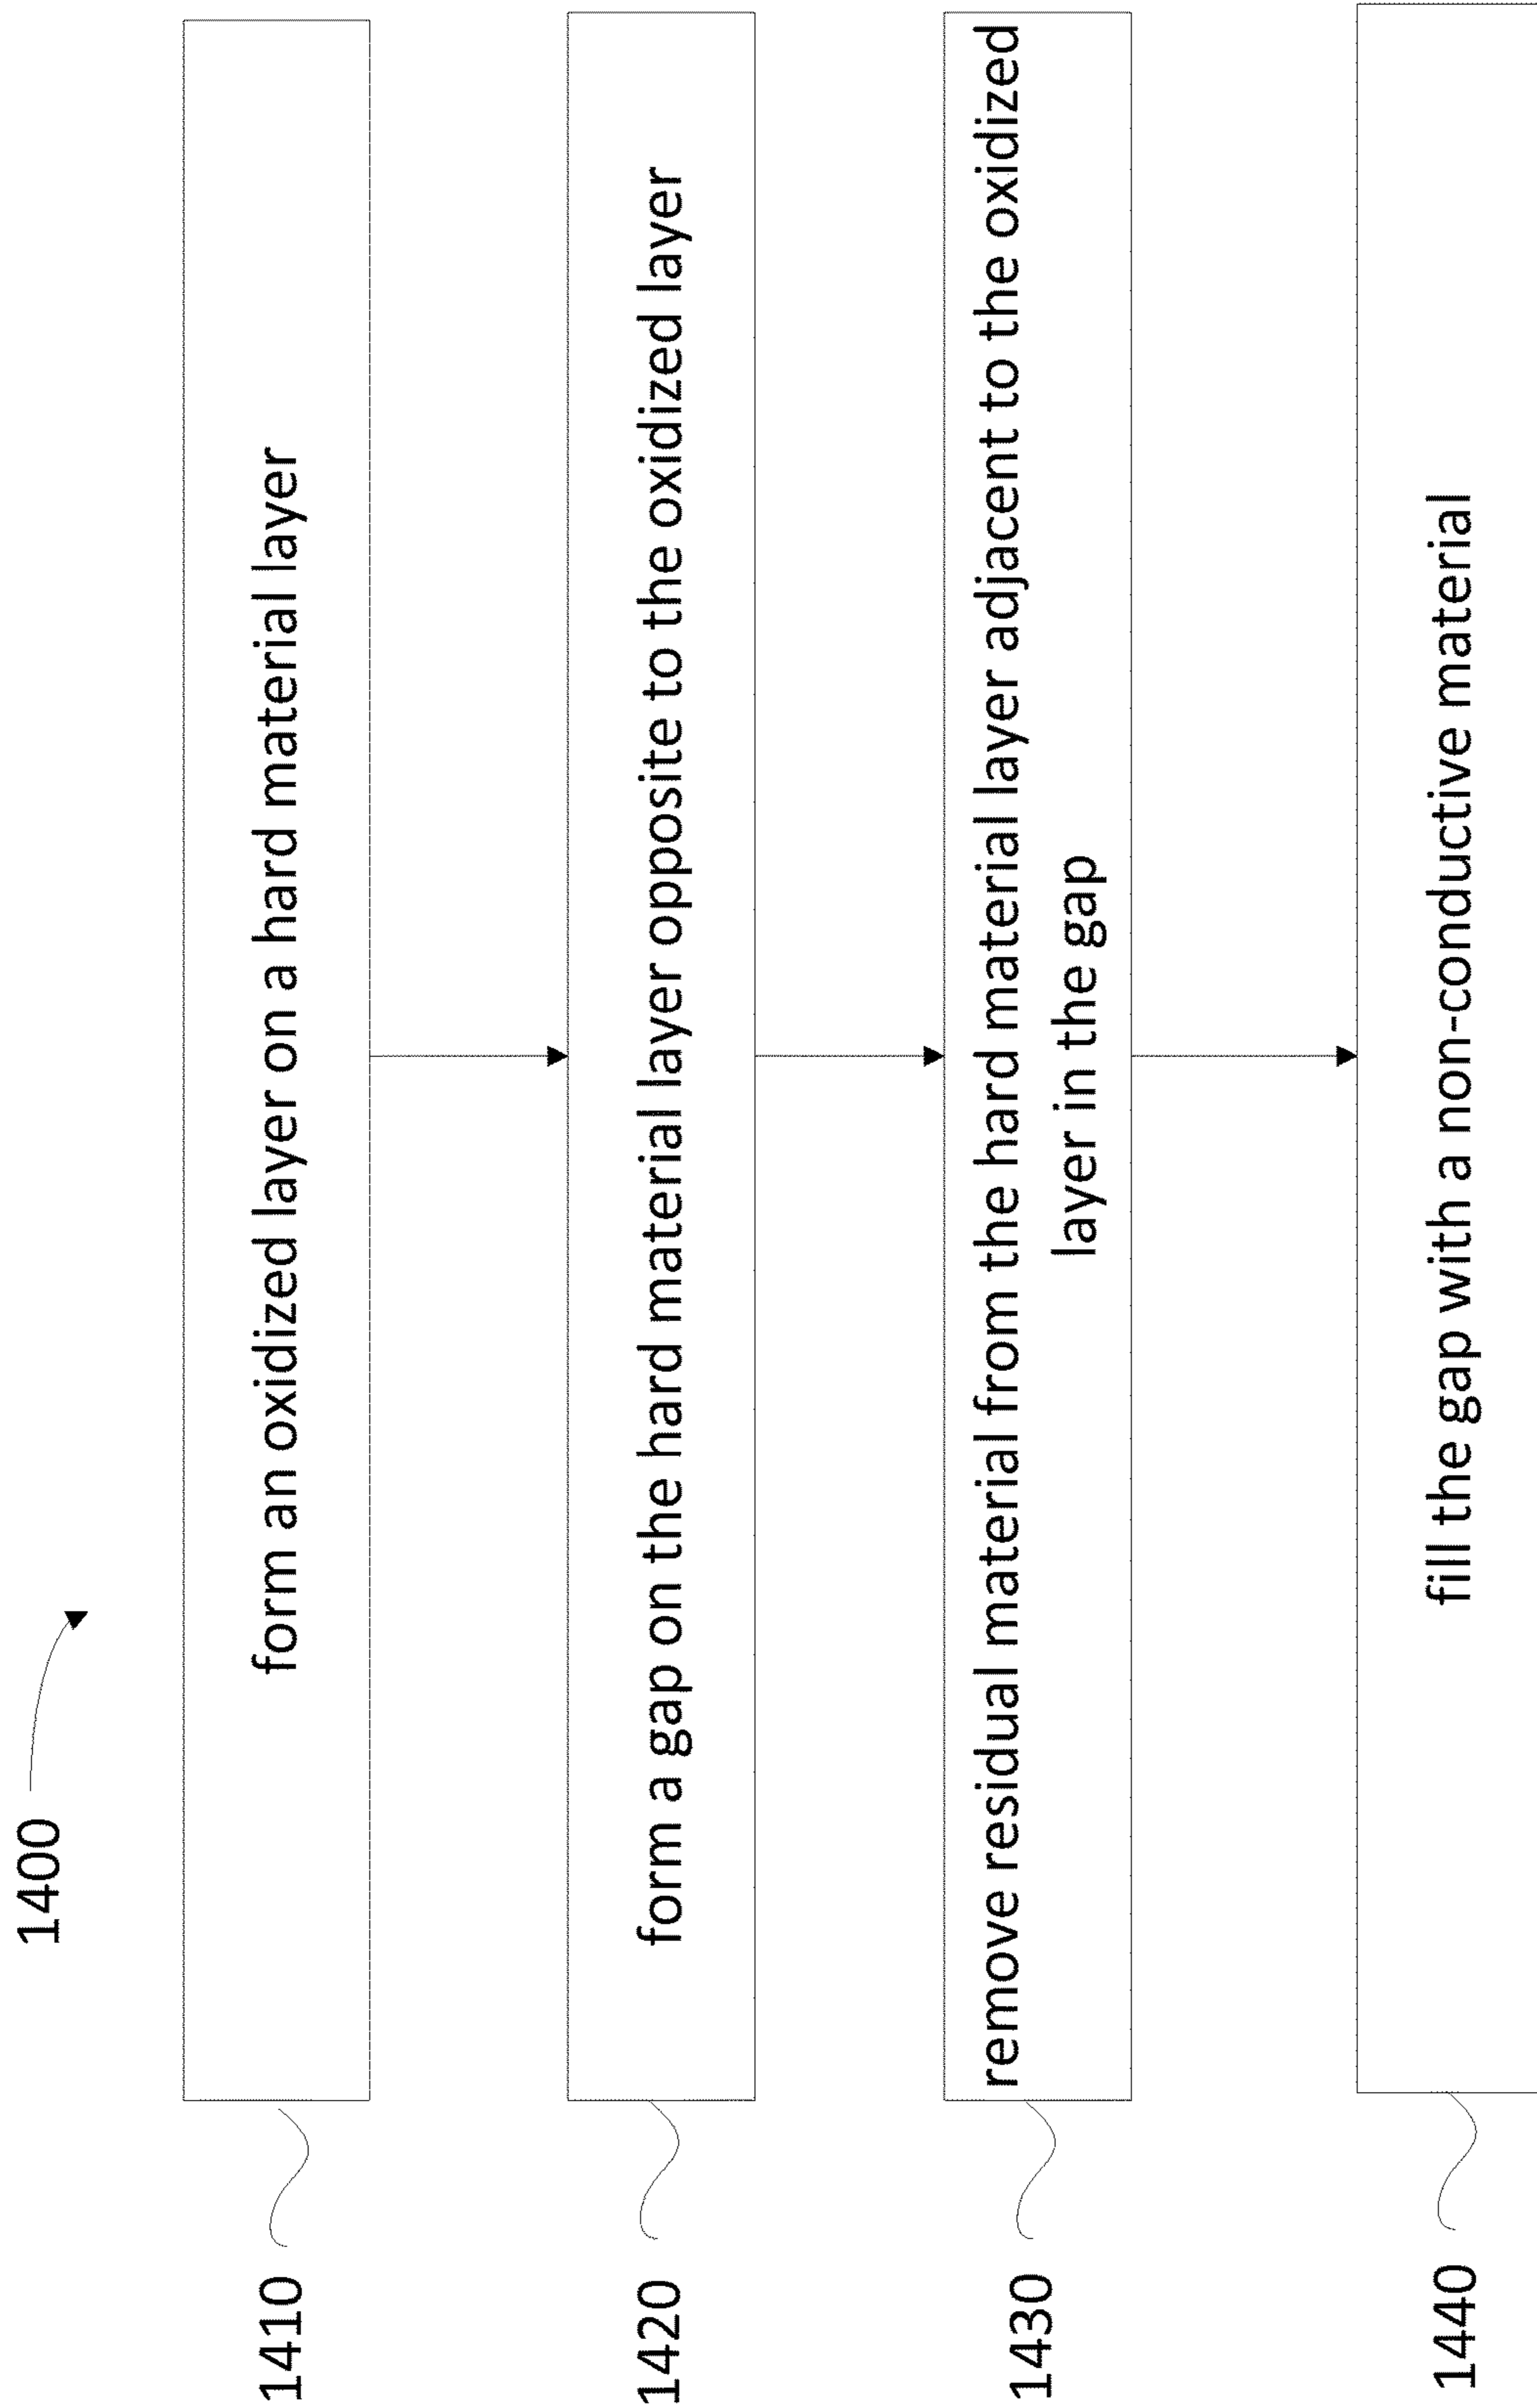 1400
1410
form an oxidized layer on a hard material layer
1420
form a gap on the hard material layer opposite to the oxidized layer
1430
remove residual material from the hard material layer adjacent to the oxidized
layer in the gap
1440
fill the gap with a non-conductive material